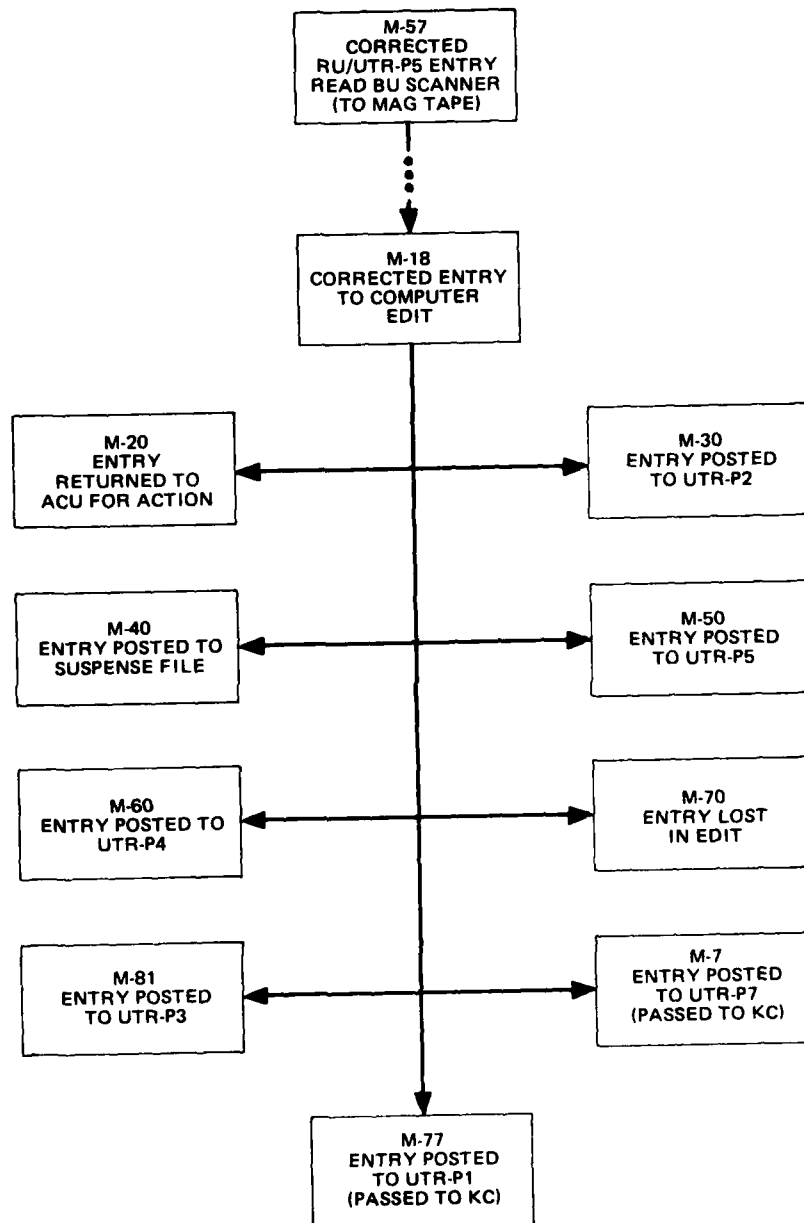 M-57
CORRECTED
RU/UTR-P5 ENTRY
READ BU SCANNER
(TO MAG TAPE)
M-18
CORRECTED ENTRY
TO COMPUTER
EDIT
M-20
ENTRY
RETURNED TO
ACU FOR ACTION
M-30
ENTRY POSTED
TO UTR-P2
M-40
ENTRY POSTED TO
SUSPENSE FILE
M-50
ENTRY POSTED
TO UTR-P5
M-60
ENTRY POSTED TO
UTR-P4
M-70
ENTRY LOST
IN EDIT
M-81
ENTRY POSTED
TO UTR-P3
M-7
ENTRY POSTED
TO UTR-P7
(PASSED TO KC)
M-77
ENTRY POSTED
TO UTR-P1
(PASSED TO KC)